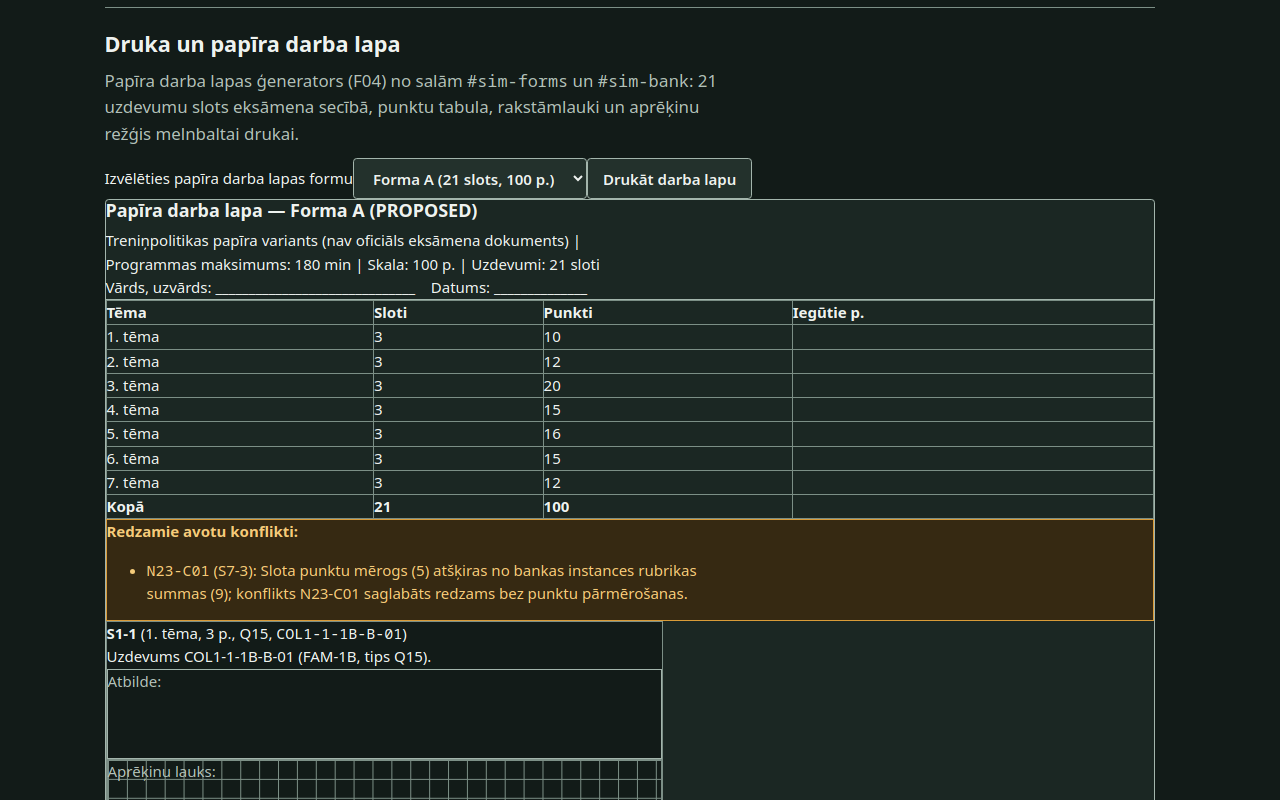 Druka un papīra darba lapa
Papīra darba lapas ģenerators (F04) no salām #sim-forms un #sim-bank: 21
uzdevumu slots eksāmena secībā, punktu tabula, rakstāmlauki un aprēķinu
režģis melnbaltai drukai.
Izvēlēties papīra darba lapas formu Forma A (21 slots, 100 p.) Drukāt darba lapu
Papīra darba lapa — Forma A (PROPOSED)
Treniņpolitikas papīra variants (nav oficiāls eksāmena dokuments) |
Programmas maksimums: 180 min | Skala: 100 p. | Uzdevumi: 21 sloti
Vārds, uzvārds: ______________________________ Datums: ______________
Tēma Sloti Punkti Iegūtie p.
1. tēma 3 10
2. tēma 3 12
3. tēma 3 20
4. tēma 3 15
5. tēma 3 16
6. tēma 3 15
7. tēma 3 12
Kopā 21 100
Redzamie avotu konflikti:
• N23-C01 (S7-3): Slota punktu mērogs (5) atšķiras no bankas instances rubrikas
summas (9); konflikts N23-C01 saglabāts redzams bez punktu pārmērošanas.
S1-1 (1. tēma, 3 p., Q15, COL1-1-1B-B-01)
Uzdevums COL1-1-1B-B-01 (FAM-1B, tips Q15).
Atbilde:
Aprēķinu lauks: